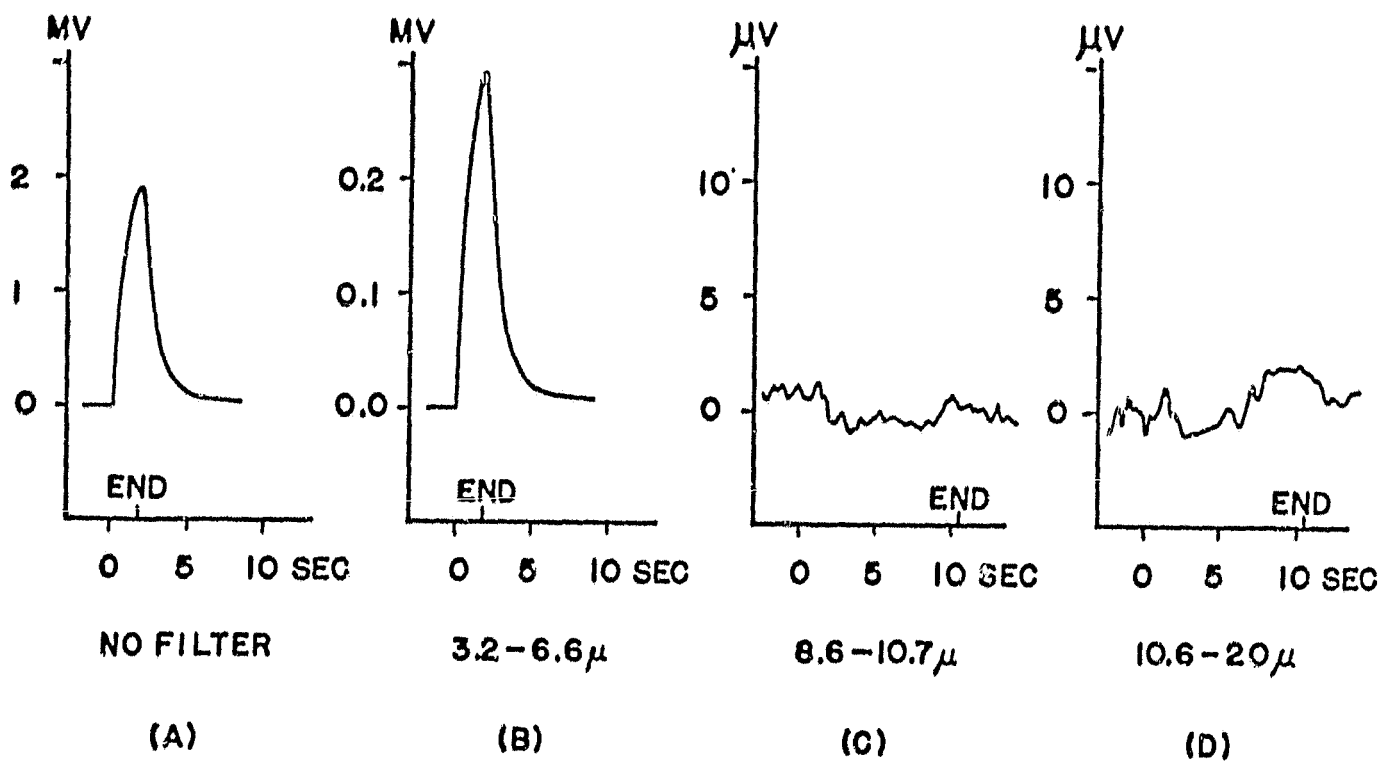 MV MV μV μV
2 0.2 10 10
1 0.1 5 5
0 0.0 0 0
END END END END
0 5 10 SEC 0 5 10 SEC 0 5 10 SEC 0 5 10 SEC
NO FILTER 3.2-6.6μ 8.6-10.7μ 10.6-20μ
(A) (B) (C) (D)